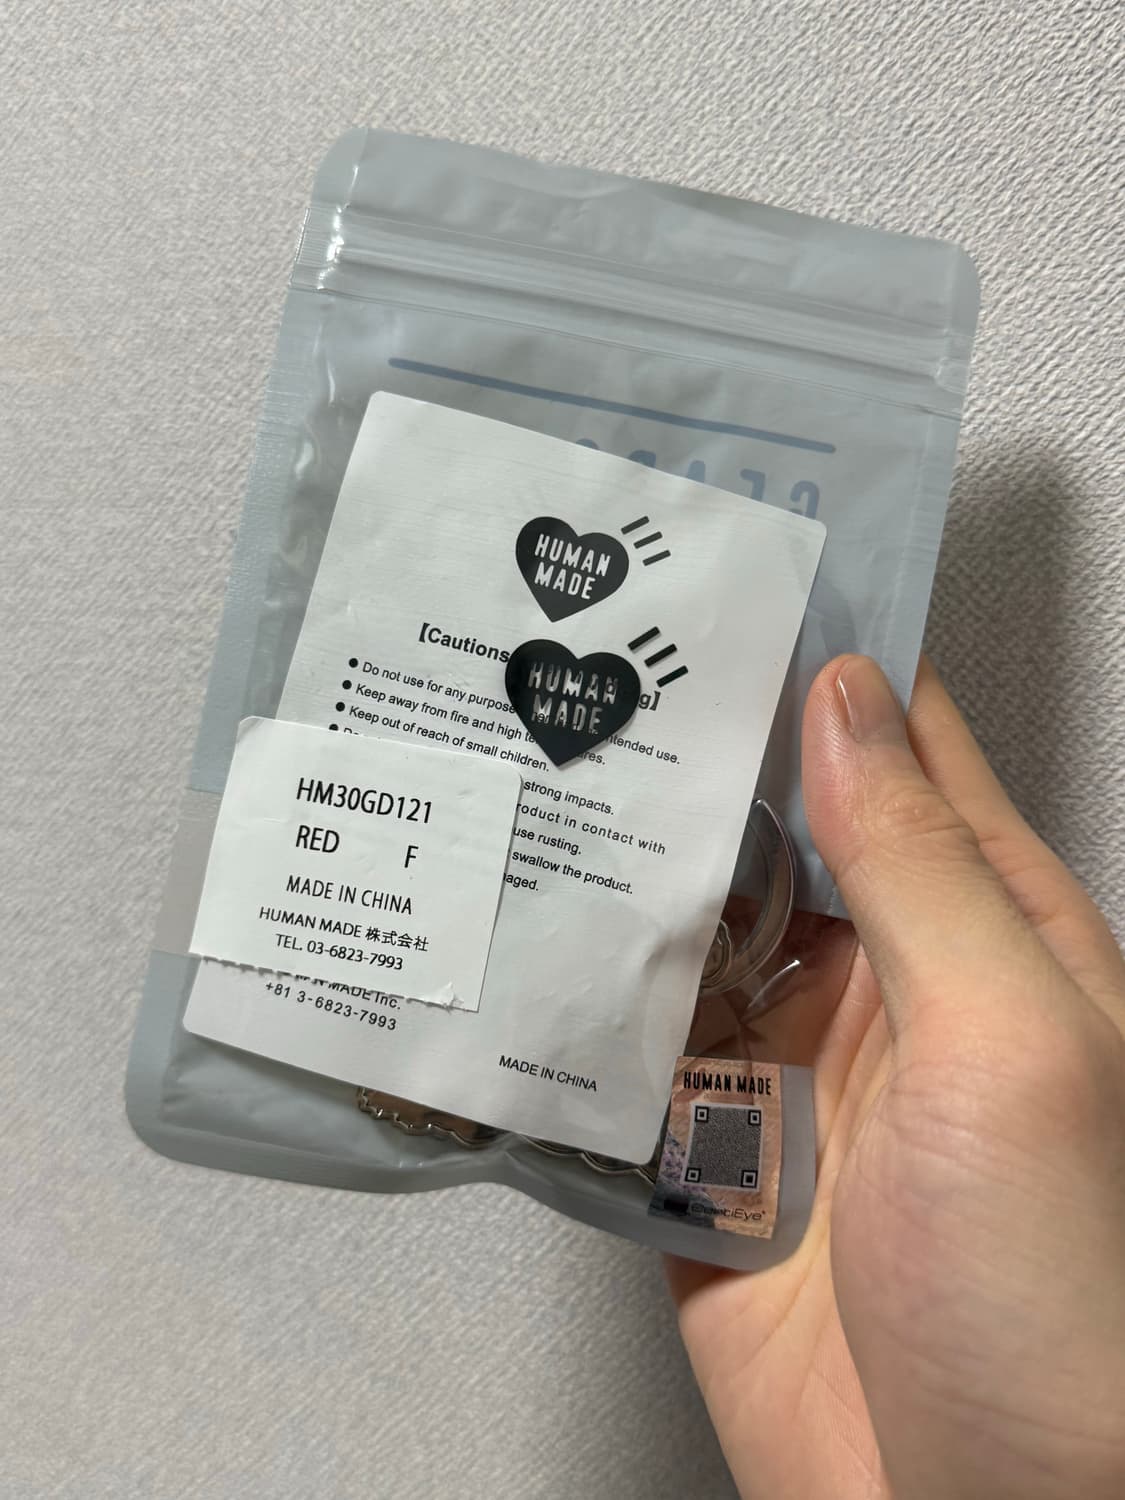 HUMAN
MADE
【Cautions
g】
HUMAN
MADE
● Do not use for any purpose intended use.
● Keep away from fire and high
● Keep out of reach of small children.
strong impacts.
product in contact with
use rusting.
swallow the product.
HM30GD121
RED F
MADE IN CHINA
HUMAN MADE 株式会社
TEL. 03-6823-7993
MADE Inc.
+81 3-6823-7993
MADE IN CHINA
HUMAN MADE